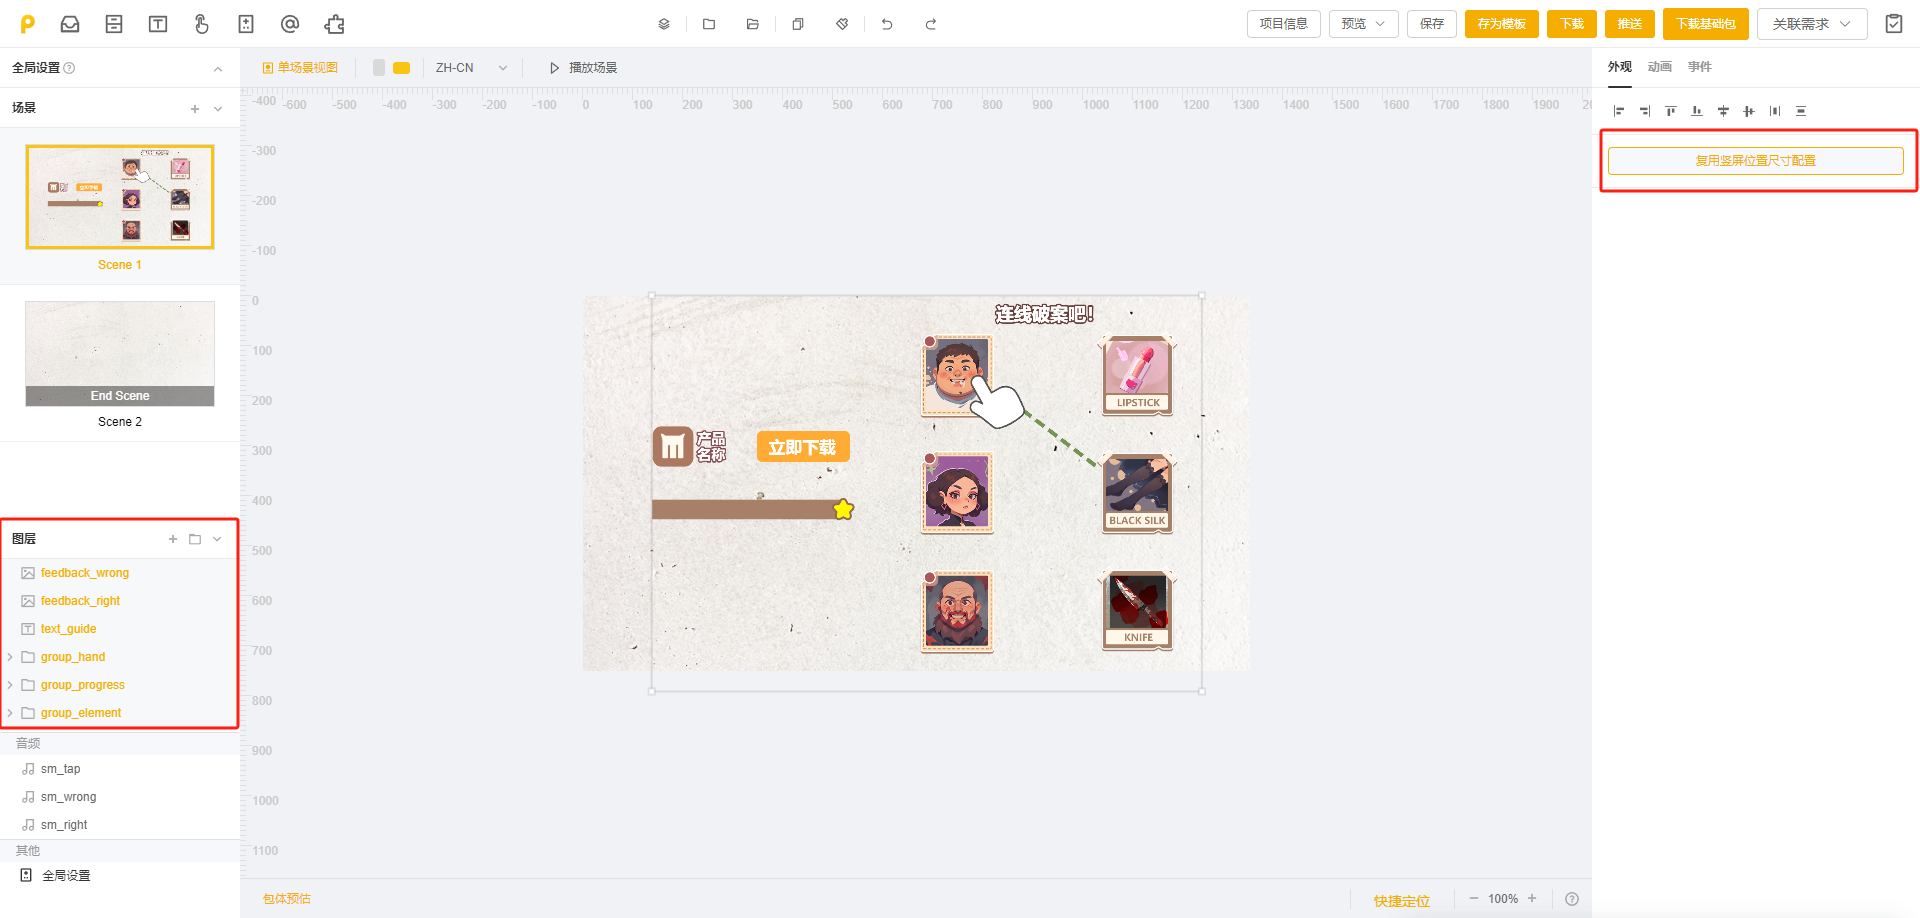 项目信息
预览
保存
存为模板
下载
推送
下载基础包
关联需求
全局设置
单场景视图
ZH-CN
播放场景
外观
动画
事件
场景
-600
-500
-400
-300
-200
-100
0
100
200
300
400
500
600
700
800
900
1000
1100
1200
1300
1400
1500
1600
1700
1800
1900
-400
-300
-200
-100
0
100
200
300
400
500
600
700
800
900
1000
1100
复用竖屏位置尺寸配置
立即下载
Scene 1
End Scene
Scene 2
连线破案吧!
LIPSTICK
产品
名称
立即下载
BLACK SILK
KNIFE
图层
feedback_wrong
feedback_right
text_guide
group_hand
group_progress
group_element
音频
sm_tap
sm_wrong
sm_right
其他
全局设置
包体预估
快捷定位
100%